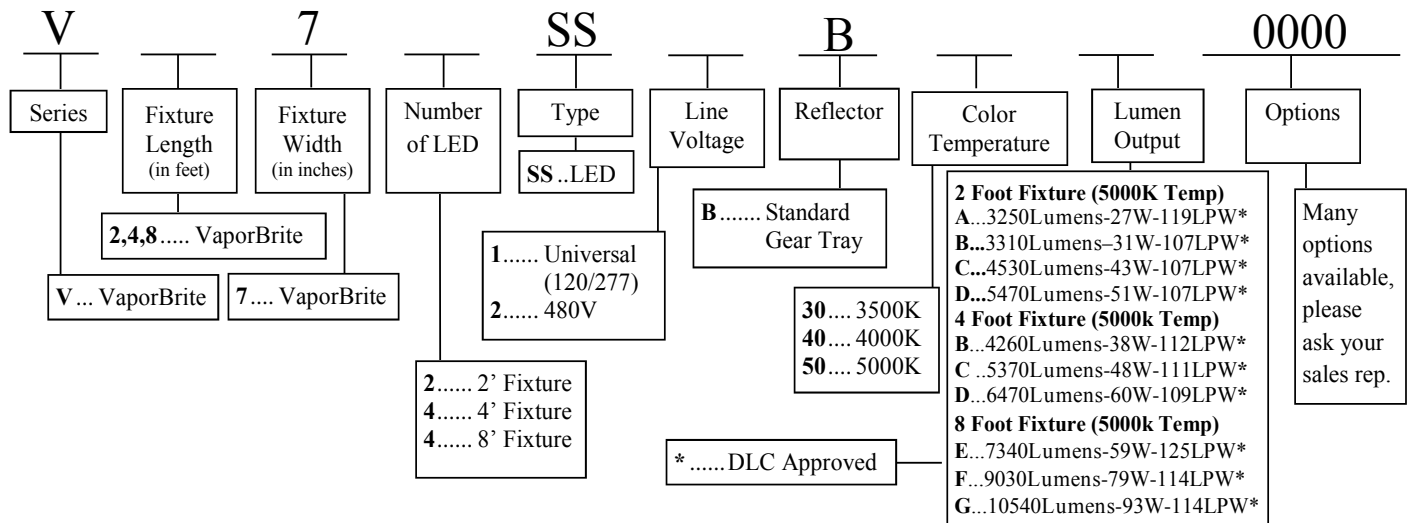 V 7 SS B 0000
Series
Fixture
Length
(in feet)
Fixture
Width
(in inches)
Number
of LED
Type
Line
Voltage
Reflector
Color
Temperature
Lumen
Output
Options
SS ..LED
2,4,8..... VaporBrite
V... VaporBrite
7.... VaporBrite
2...... 2’ Fixture
4...... 4’ Fixture
4...... 8’ Fixture
1...... Universal
(120/277)
2...... 480V
B....... Standard
Gear Tray
30.... 3500K
40.... 4000K
50.... 5000K
*......DLC Approved
2 Foot Fixture (5000K Temp)
A...3250Lumens-27W-119LPW*
B...3310Lumens–31W-107LPW*
C...4530Lumens-43W-107LPW*
D...5470Lumens-51W-107LPW*
4 Foot Fixture (5000k Temp)
B...4260Lumens-38W-112LPW*
C ..5370Lumens-48W-111LPW*
D...6470Lumens-60W-109LPW*
8 Foot Fixture (5000k Temp)
E...7340Lumens-59W-125LPW*
F...9030Lumens-79W-114LPW*
G...10540Lumens-93W-114LPW*
Many
options
available,
please
ask your
sales rep.